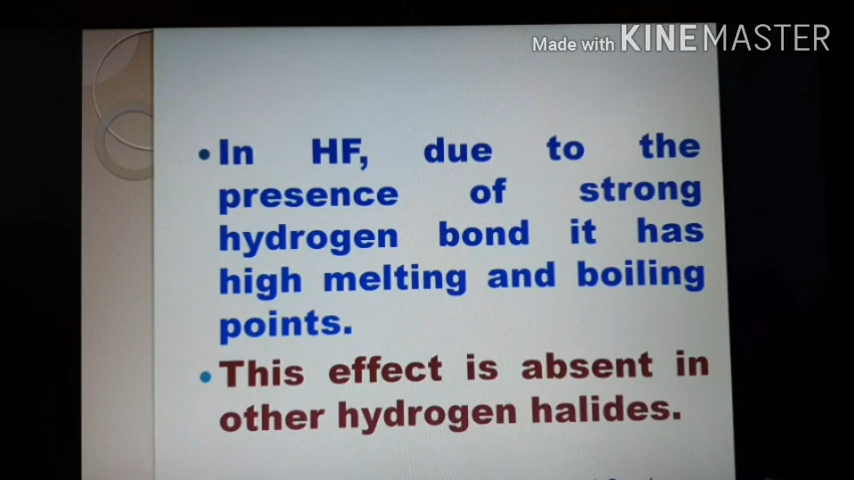 Made with KINEMASTER
• In HF, due to the
presence of strong
hydrogen bond it has
high melting and boiling
points.
• This effect is absent in
other hydrogen halides.